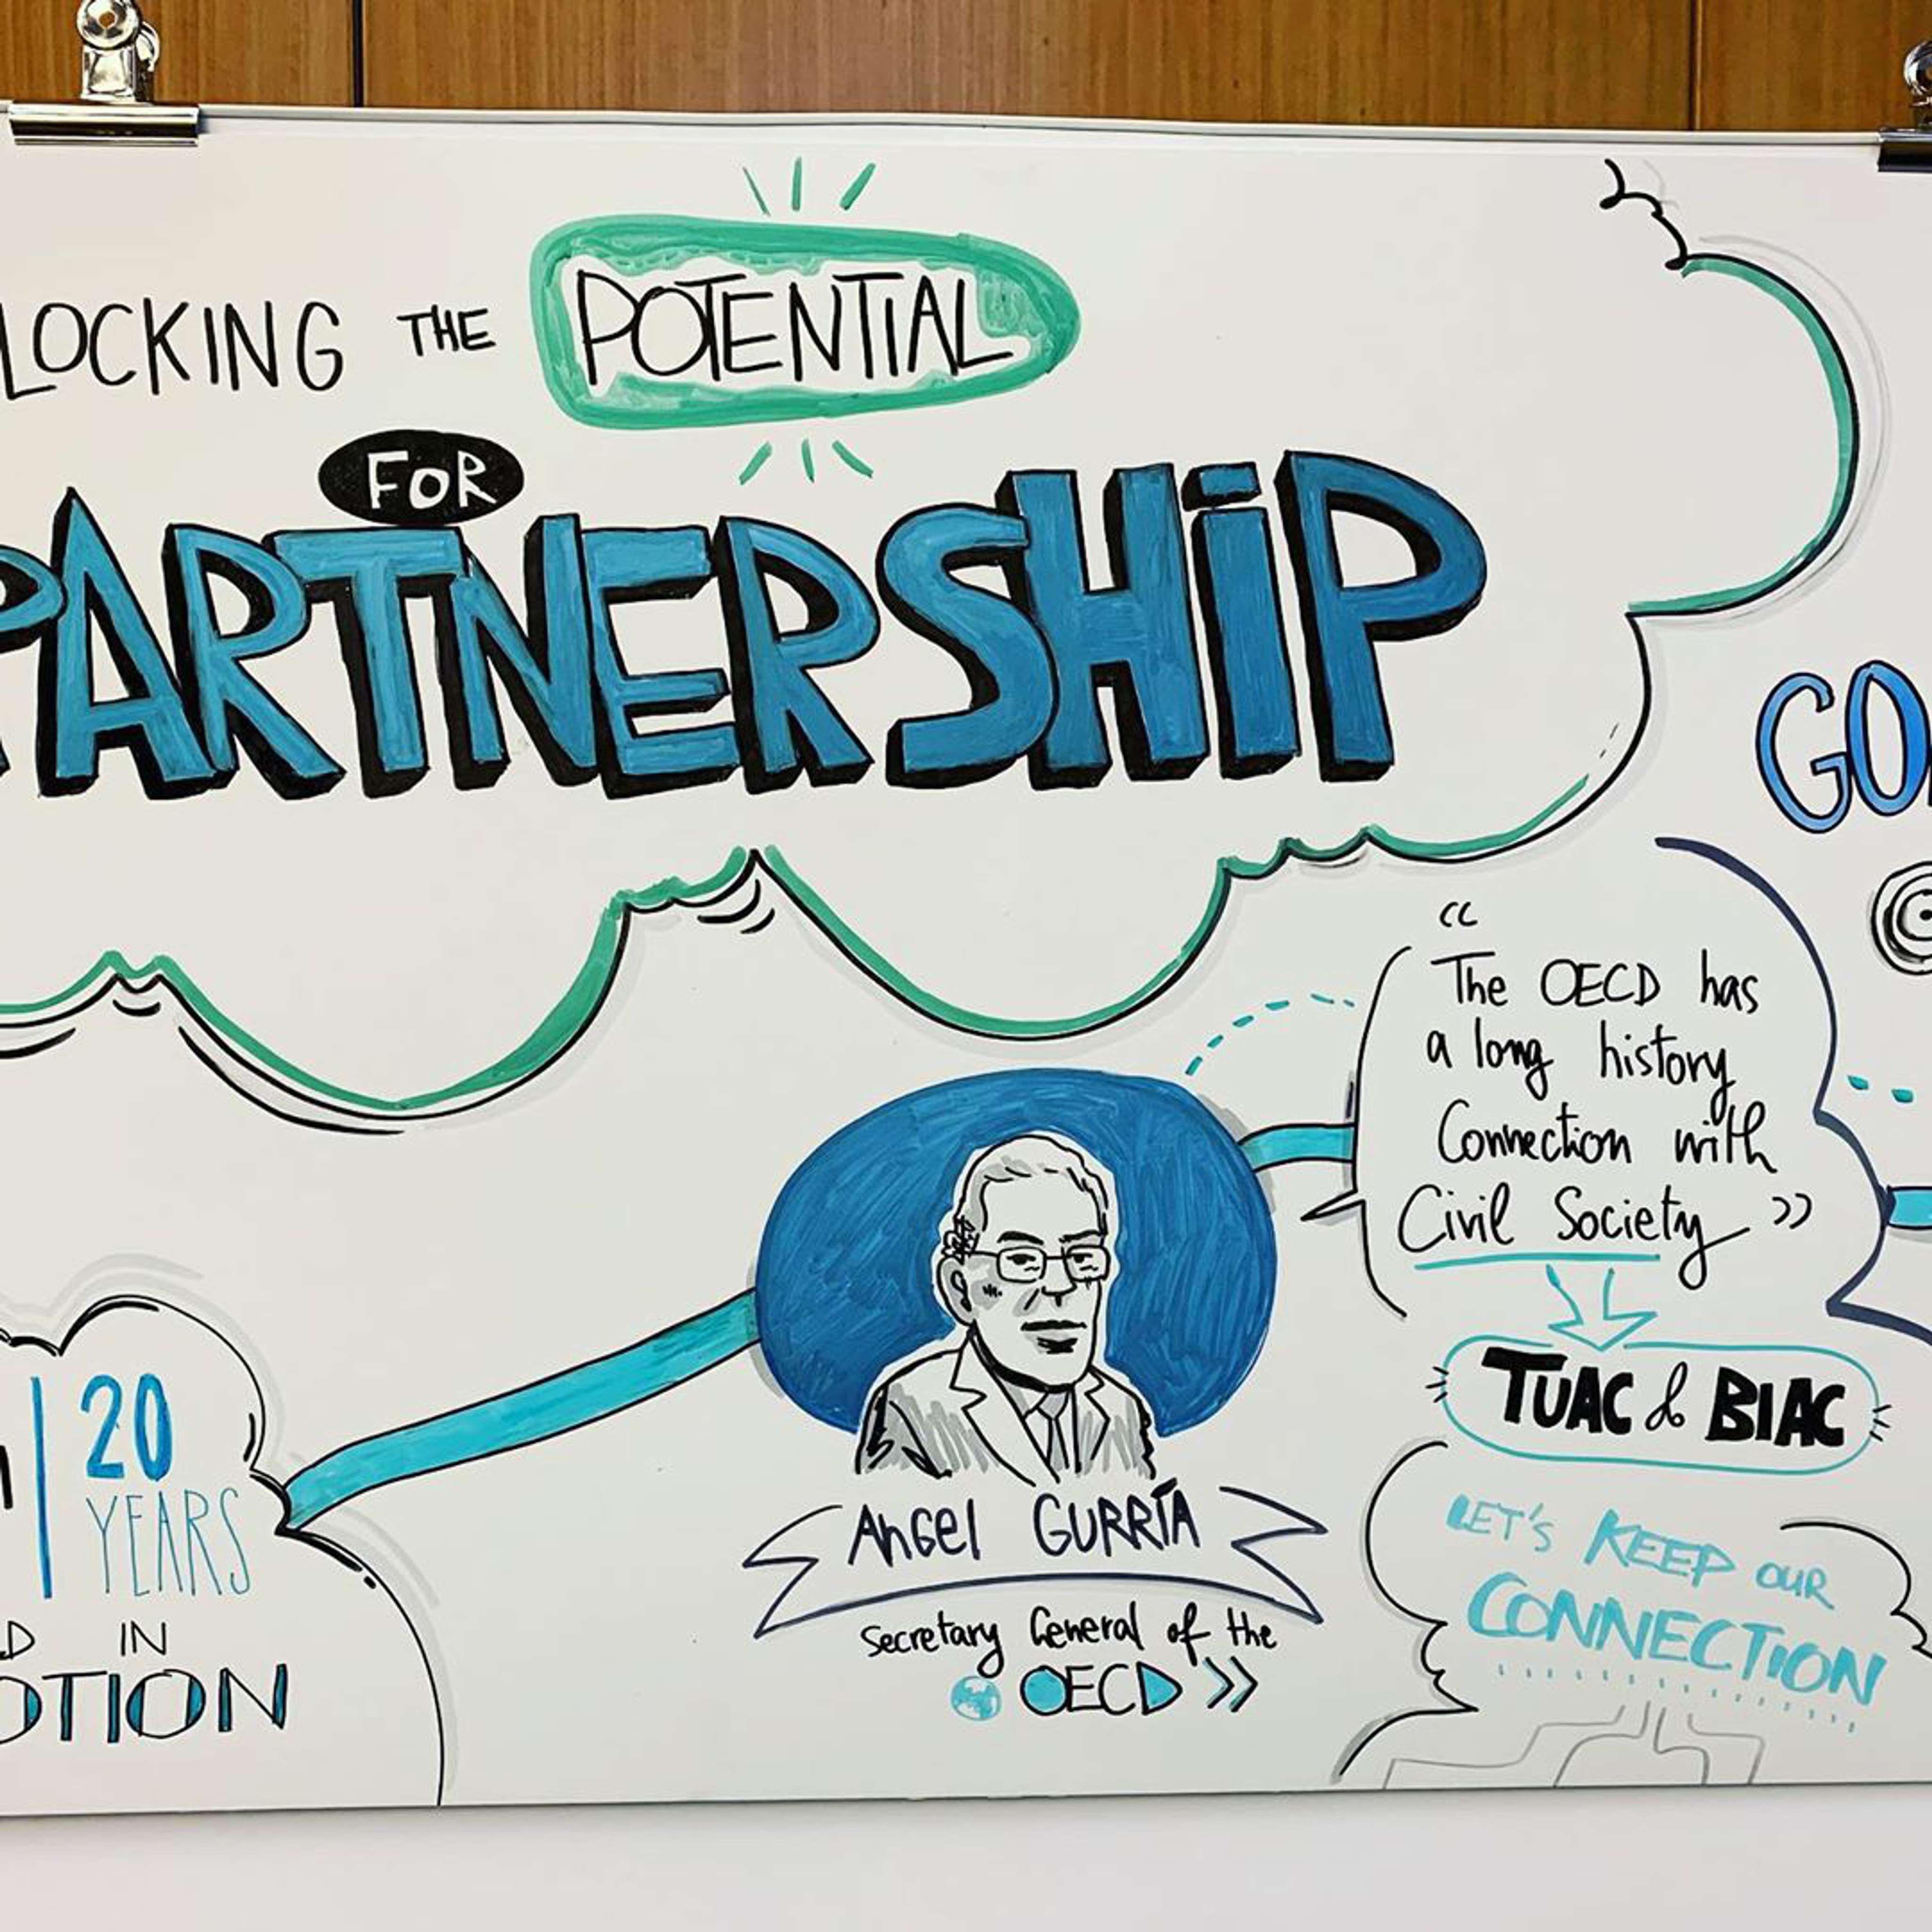 LOCKING THE POTENTIAL
FOR
PARTNERSHIP
GO
“ The OECD has
a long history
Connection with
Civil Society ”
TUAC & BIAC
LET'S KEEP OUR
CONNECTION
20
YEARS
IN
OTION
ANGEL GURRÍA
Secretary General of the
OECD >>